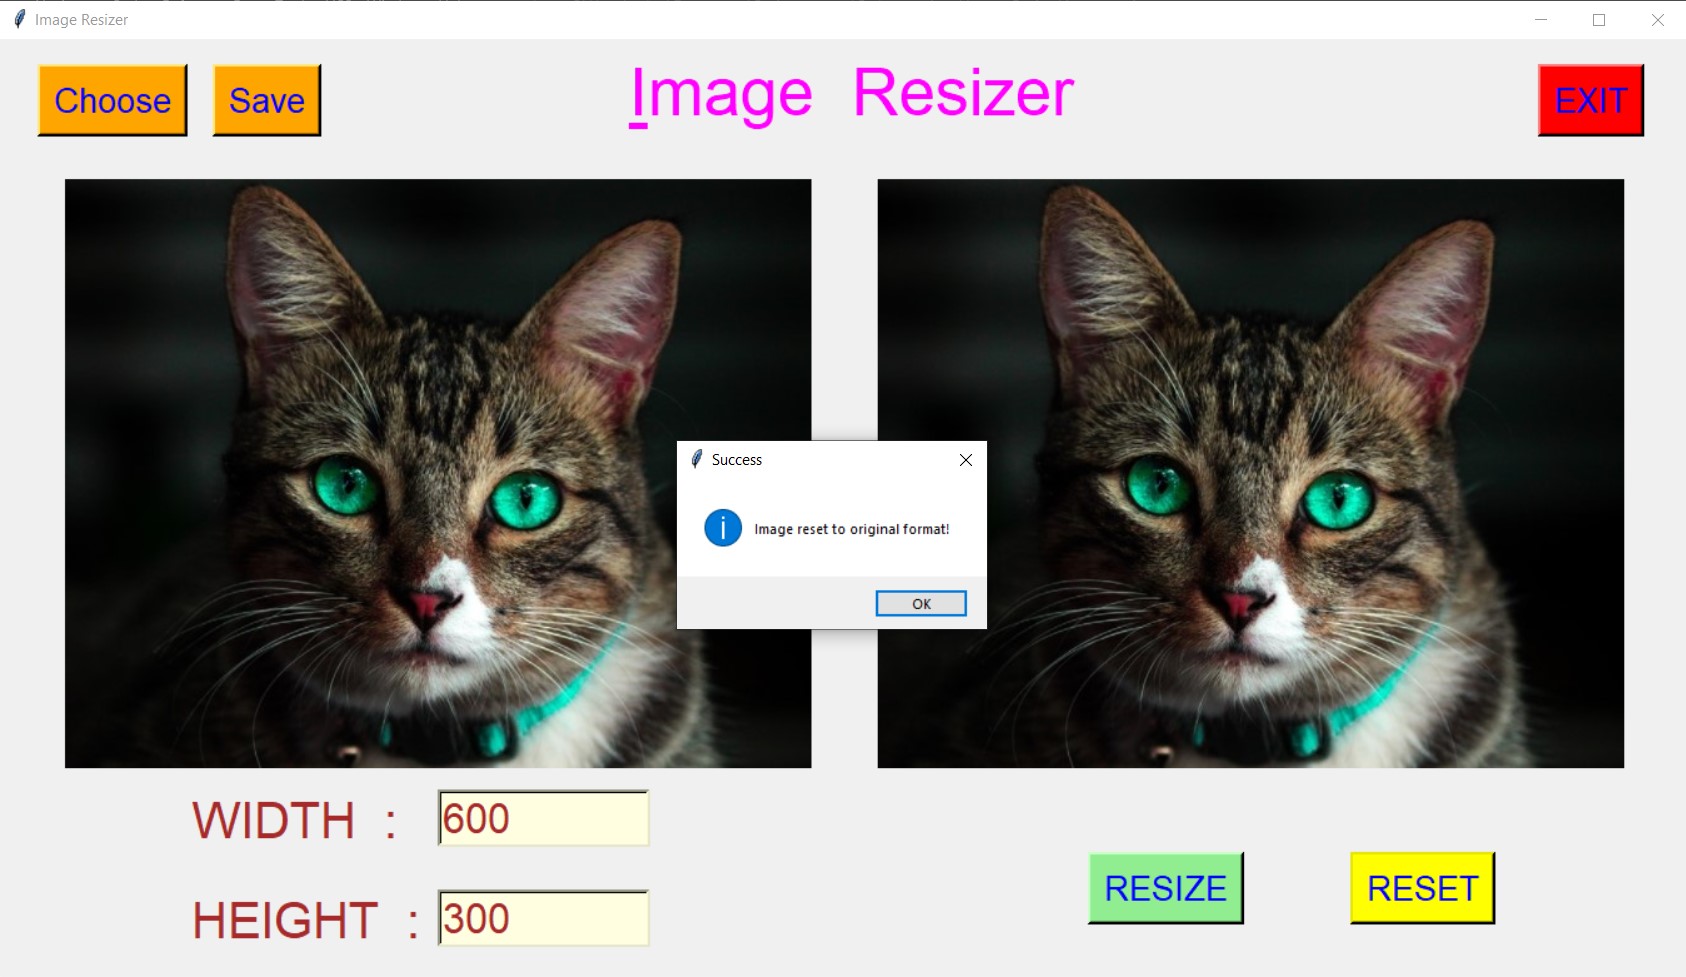 Image Resizer
Choose
Save
Image Resizer
EXIT
Success
Image reset to original format!
OK
WIDTH :
600
HEIGHT :
300
RESIZE
RESET